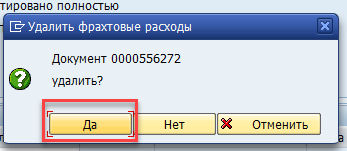 тировано полностью
Удалить фрахтовые расходы
Документ 0000556272
удалить?
Да
Нет
Отменить